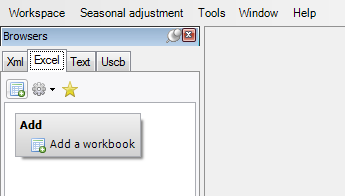 Workspace Seasonal adjustment Tools Window Help
Browsers
Xml Excel Text Uscb
Add
Add a workbook